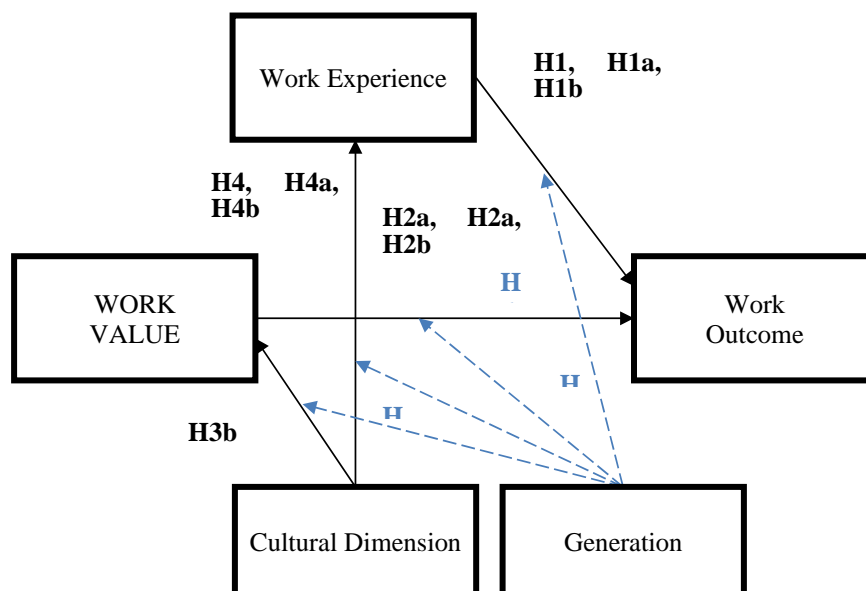 Work Experience
H1, H1a,
H1b
H4, H4a,
H4b
H2a, H2a,
H2b
WORK
VALUE
H
Work
Outcome
H
H
H3b
Cultural Dimension
Generation